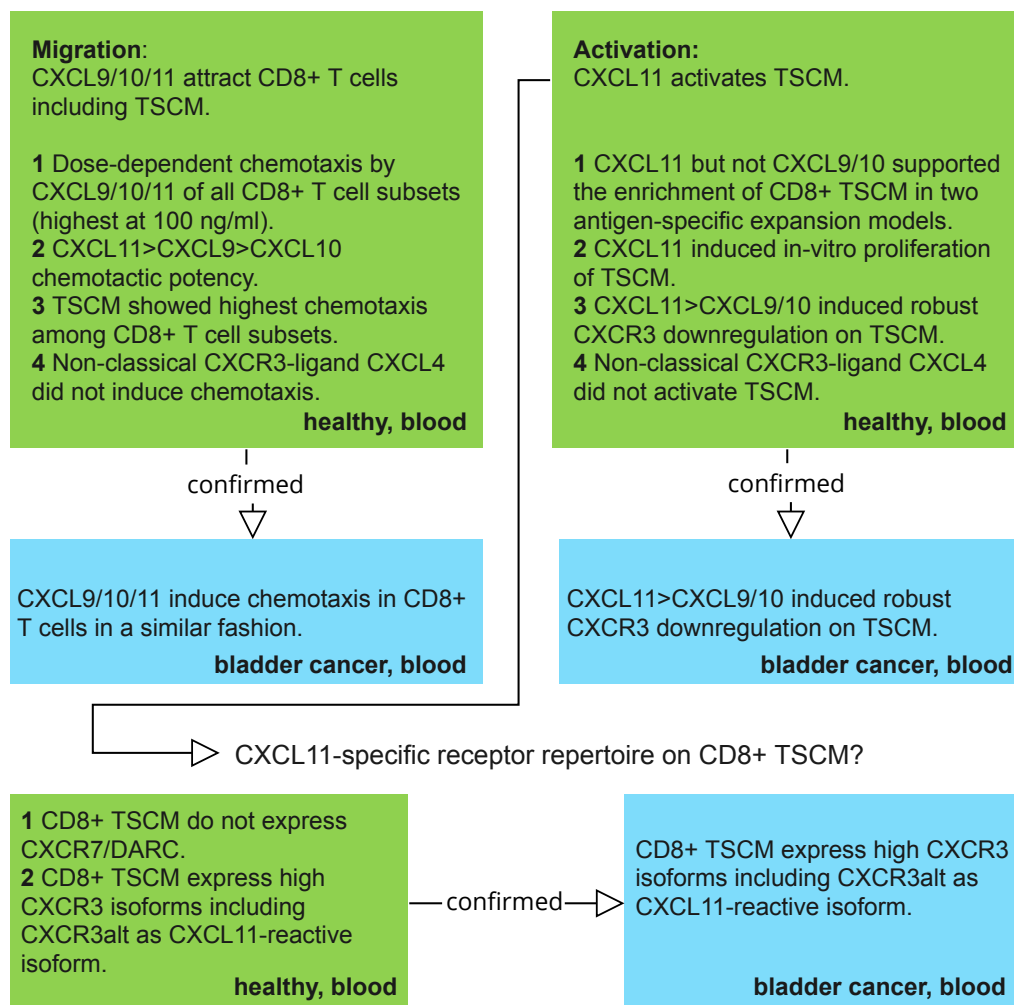 Migration:
CXCL9/10/11 attract CD8+ T cells
including TSCM.
1 Dose-dependent chemotaxis by
CXCL9/10/11 of all CD8+ T cell subsets
(highest at 100 ng/ml).
2 CXCL11>CXCL9>CXCL10
chemotactic potency.
3 TSCM showed highest chemotaxis
among CD8+ T cell subsets.
4 Non-classical CXCR3-ligand CXCL4
did not induce chemotaxis.
healthy, blood
Activation:
CXCL11 activates TSCM.
1 CXCL11 but not CXCL9/10 supported
the enrichment of CD8+ TSCM in two
antigen-specific expansion models.
2 CXCL11 induced in-vitro proliferation
of TSCM.
3 CXCL11>CXCL9/10 induced robust
CXCR3 downregulation on TSCM.
4 Non-classical CXCR3-ligand CXCL4
did not activate TSCM.
healthy, blood
confirmed
confirmed
CXCL9/10/11 induce chemotaxis in CD8+
T cells in a similar fashion.
bladder cancer, blood
CXCL11>CXCL9/10 induced robust
CXCR3 downregulation on TSCM.
bladder cancer, blood
CXCL11-specific receptor repertoire on CD8+ TSCM?
1 CD8+ TSCM do not express
CXCR7/DARC.
2 CD8+ TSCM express high
CXCR3 isoforms including
CXCR3alt as CXCL11-reactive
isoform.
healthy, blood
confirmed
CD8+ TSCM express high CXCR3
isoforms including CXCR3alt as
CXCL11-reactive isoform.
bladder cancer, blood